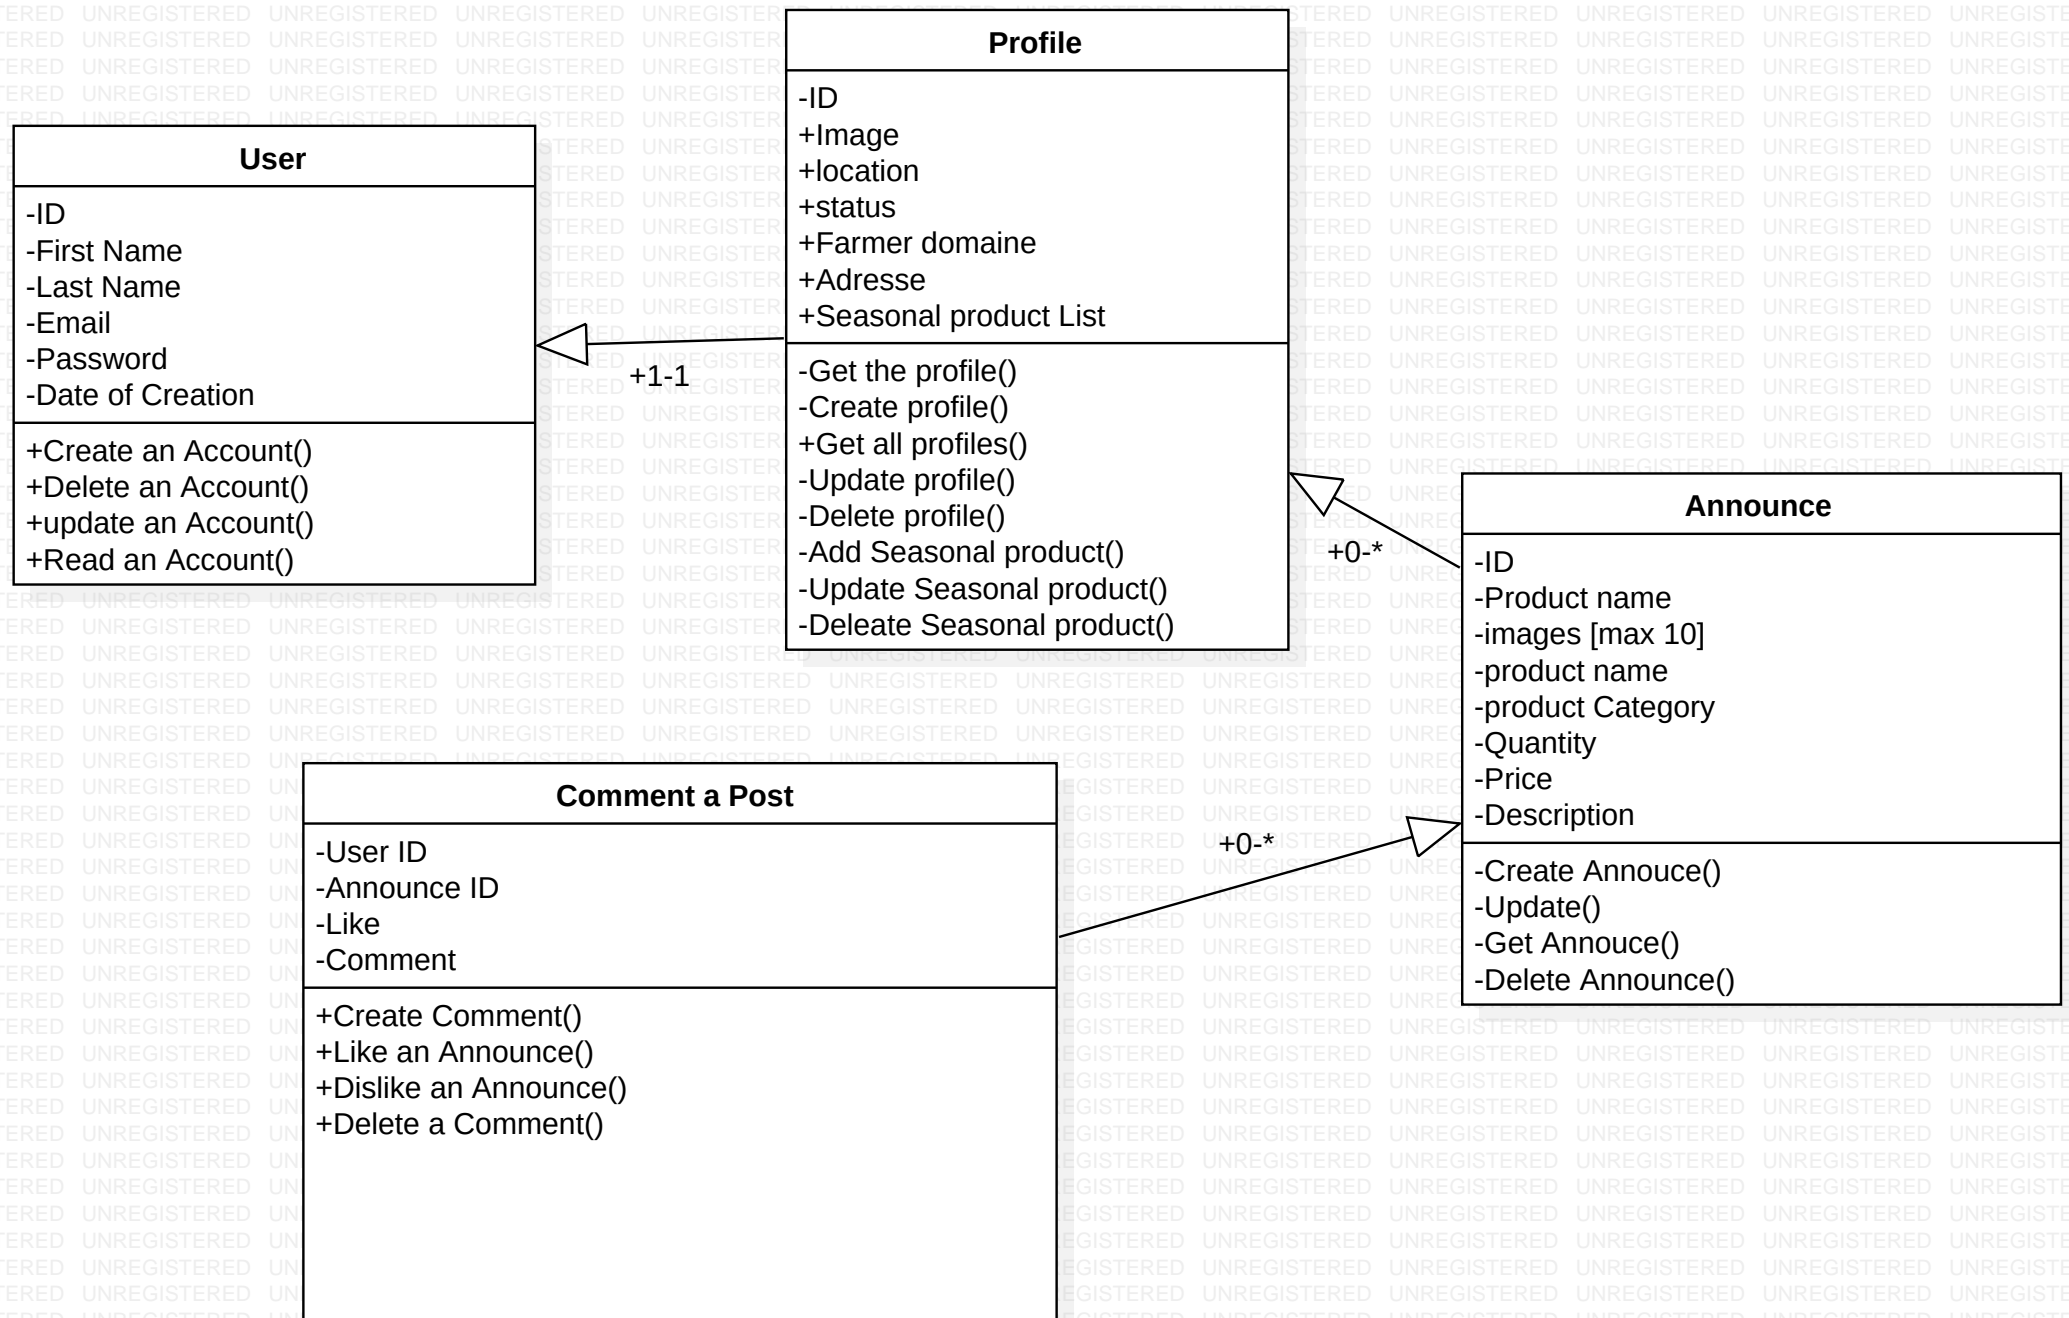 User
-ID
-First Name
-Last Name
-Email
-Password
-Date of Creation
+Create an Account()
+Delete an Account()
+update an Account()
+Read an Account()
+1-1
Profile
-ID
+Image
+location
+status
+Farmer domaine
+Adresse
+Seasonal product List
-Get the profile()
-Create profile()
+Get all profiles()
-Update profile()
-Delete profile()
-Add Seasonal product()
-Update Seasonal product()
-Deleate Seasonal product()
+0-*
Announce
-ID
-Product name
-images [max 10]
-product name
-product Category
-Quantity
-Price
-Description
-Create Annouce()
-Update()
-Get Annouce()
-Delete Announce()
+0-*
Comment a Post
-User ID
-Announce ID
-Like
-Comment
+Create Comment()
+Like an Announce()
+Dislike an Announce()
+Delete a Comment()
UNREGISTERED